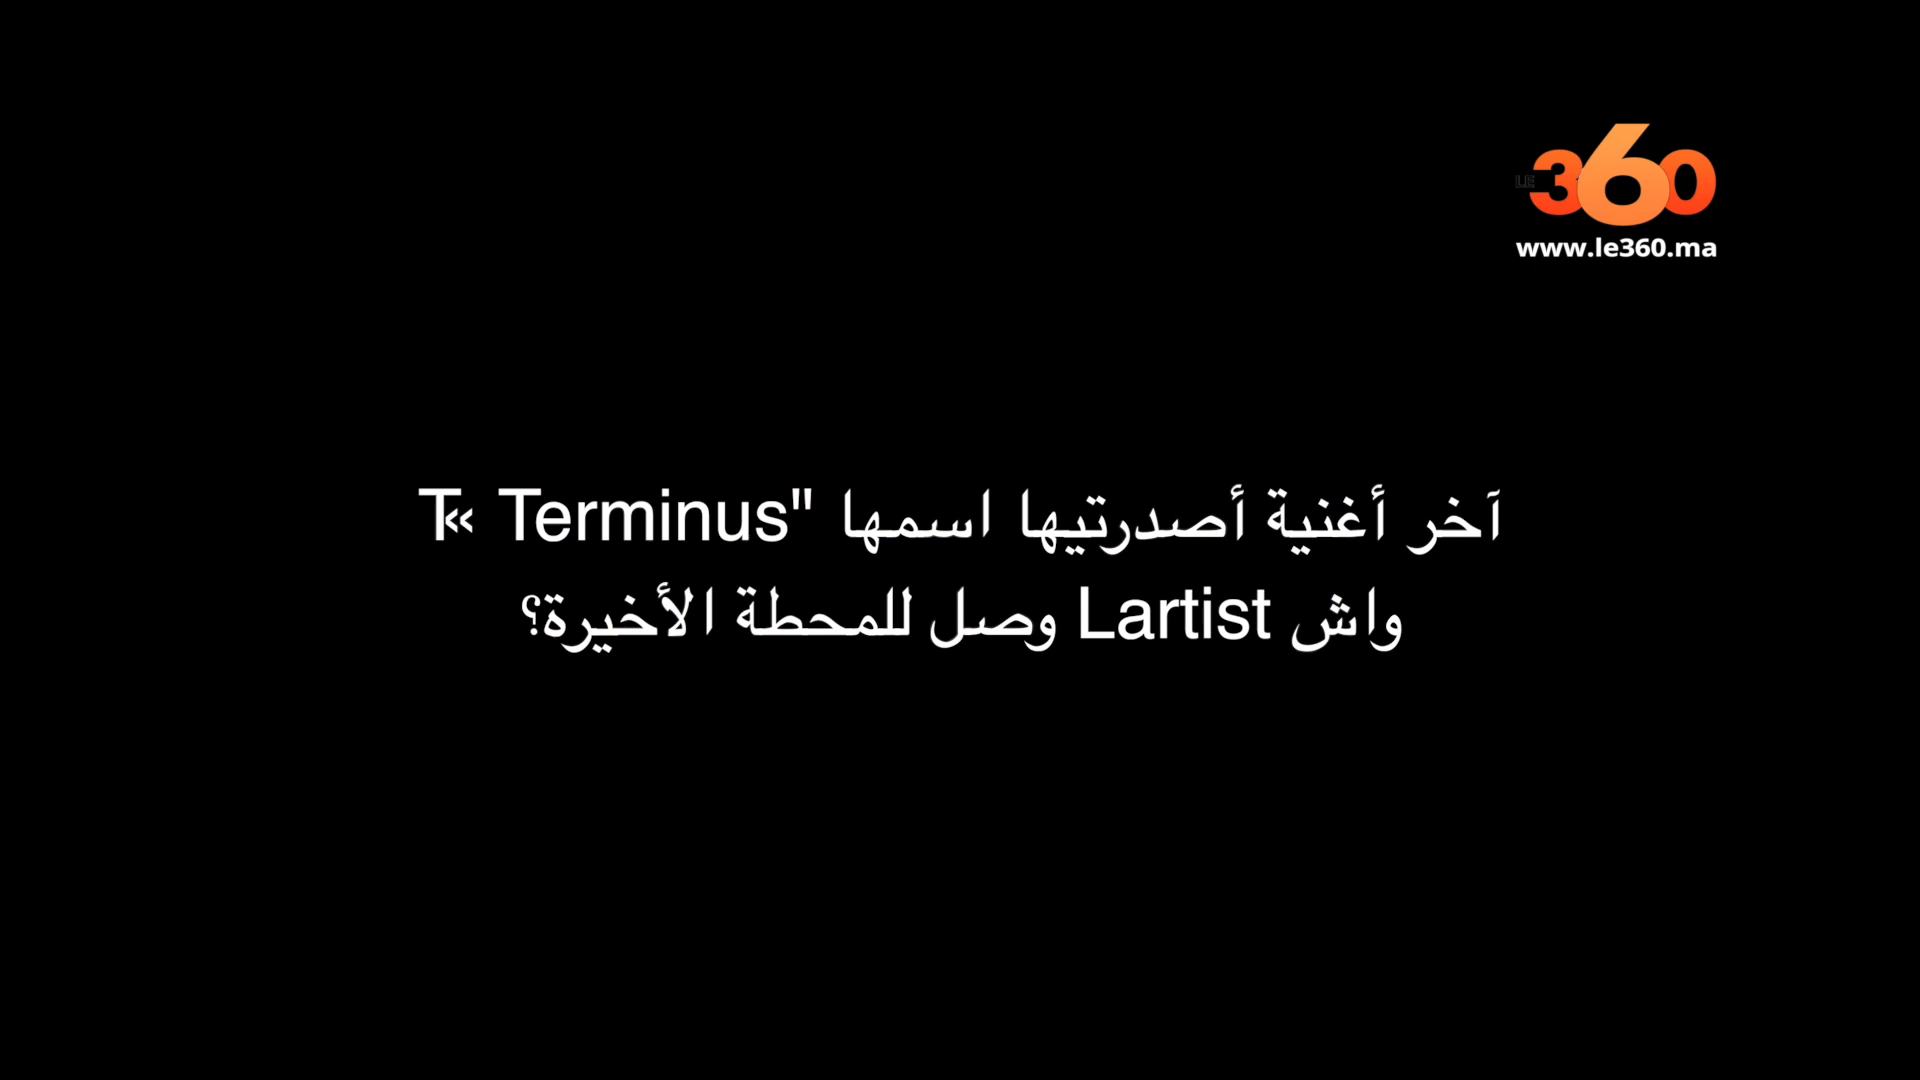 LE 360
www.le360.ma
آخر أغنية أصدرتيها اسمها "Terminus »T
واش Lartist وصل للمحطة الأخيرة؟